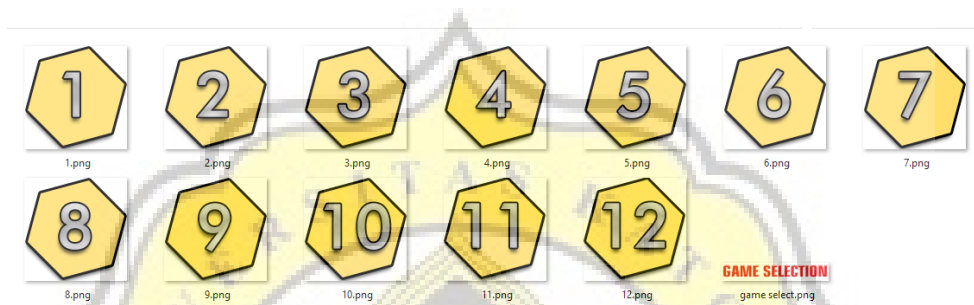 1 2 3 4 5 6 7
1.png 2.png 3.png 4.png 5.png 6.png 7.png
8 9 10 11 12 GAME SELECTION
8.png 9.png 10.png 11.png 12.png game select.png